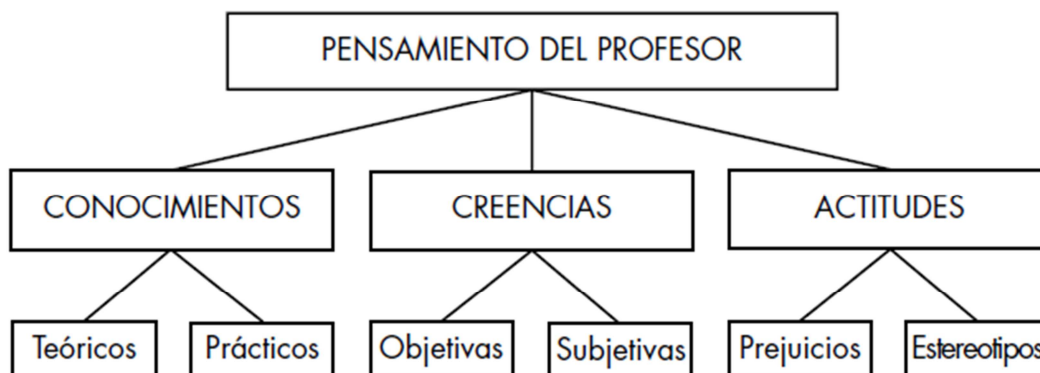 PENSAMIENTO DEL PROFESOR
CONOCIMIENTOS
CREENCIAS
ACTITUDES
Teóricos
Prácticos
Objetivas
Subjetivas
Prejuicios
Estereotipos